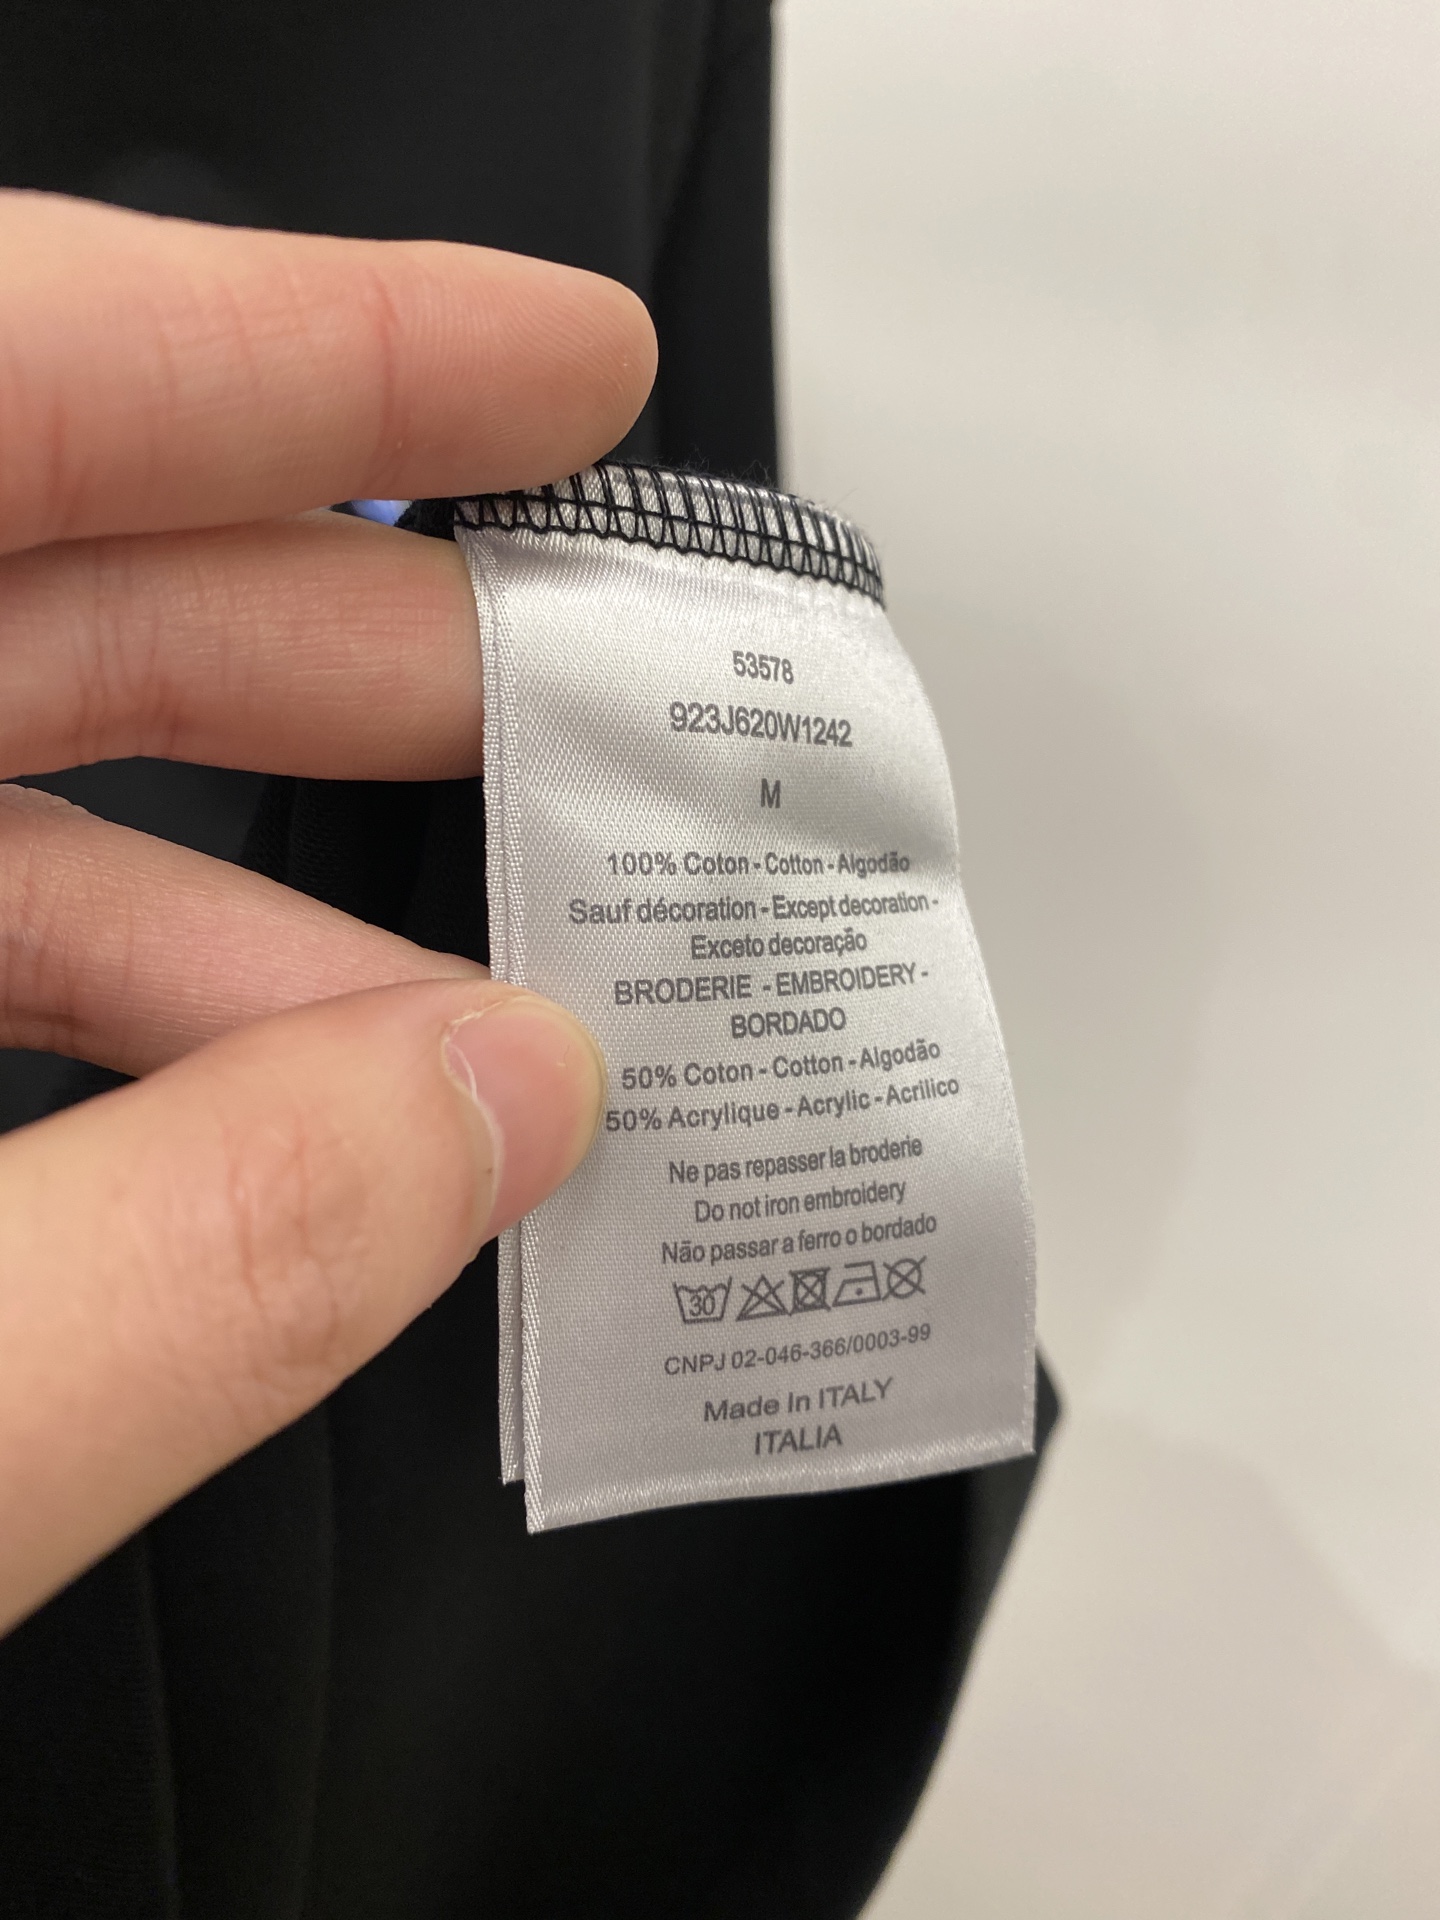 53578
923J620W1242
M
100% Coton - Cotton - Algodão
Sauf décoration - Except decoration -
Exceto decoração
BRODERIE - EMBROIDERY -
BORDADO
50% Coton - Cotton - Algodão
50% Acrylique - Acrylic - Acrilico
Ne pas repasser la broderie
Do not iron embroidery
Não passar a ferro o bordado
30
CNPJ 02-046-366/0003-99
Made In ITALY
ITALIA